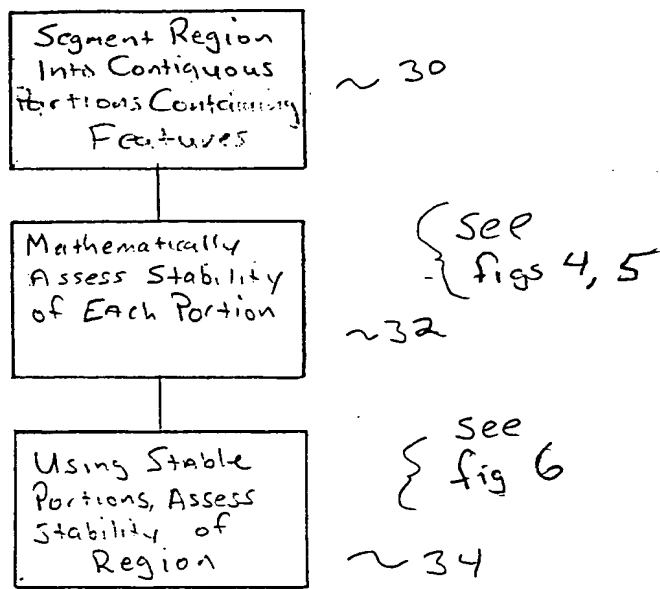 Segment Region
Into Contiguous
Portions Containing
Features
~ 30
Mathematically
Assess Stability
of Each Portion
{ see
figs 4, 5
~32
Using Stable
Portions, Assess
Stability of
Region
{ see
fig 6
~ 34